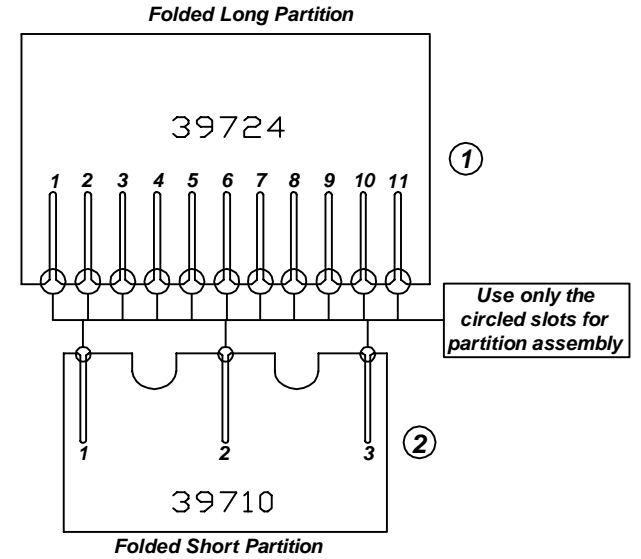 Folded Long Partition
39724
1 2 3 4 5 6 7 8 9 10 11
1
Use only the
circled slots for
partition assembly
1 2 3
2
39710
Folded Short Partition